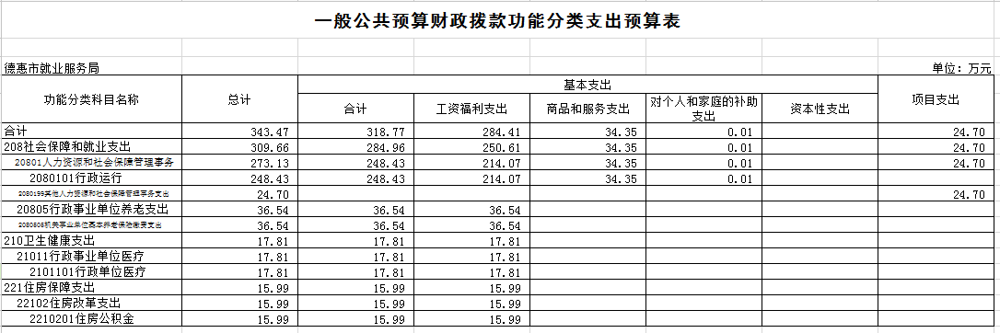 一般公共预算财政拨款功能分类支出预算表
德惠市就业服务局 单位：万元
功能分类科目名称 总计 基本支出 项目支出
合计 工资福利支出 商品和服务支出 对个人和家庭的补助支出 资本性支出
合计 343.47 318.77 284.41 34.35 0.01 24.70
208社会保障和就业支出 309.66 284.96 250.61 34.35 0.01 24.70
20801人力资源和社会保障管理事务 273.13 248.43 214.07 34.35 0.01 24.70
2080101行政运行 248.43 248.43 214.07 34.35 0.01
2080199其他人力资源和社会保障管理事务支出 24.70 24.70
20805行政事业单位养老支出 36.54 36.54 36.54
2080505机关事业单位基本养老保险缴费支出 36.54 36.54 36.54
210卫生健康支出 17.81 17.81 17.81
21011行政事业单位医疗 17.81 17.81 17.81
2101101行政单位医疗 17.81 17.81 17.81
221住房保障支出 15.99 15.99 15.99
22102住房改革支出 15.99 15.99 15.99
2210201住房公积金 15.99 15.99 15.99